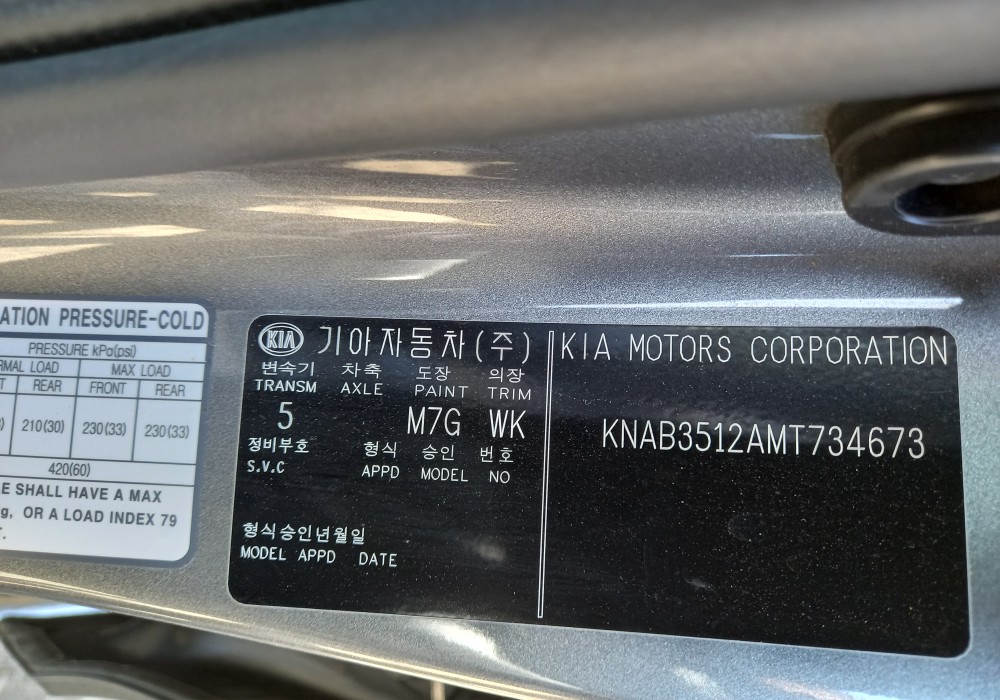 ATION PRESSURE-COLD
PRESSURE kPa(psi)
RMAL LOAD MAX LOAD
T REAR FRONT REAR
) 210(30) 230(33) 230(33)
420(60)
E SHALL HAVE A MAX
g, OR A LOAD INDEX 79
KIA 기아자동차(주)
변속기 차축 도장 의장
TRANSM AXLE PAINT TRIM
5 M7G WK
정비부호 형식 승인 번호
S.V.C APPD MODEL NO
형식승인년월일
MODEL APPD DATE
KIA MOTORS CORPORATION
KNAB3512AMT734673